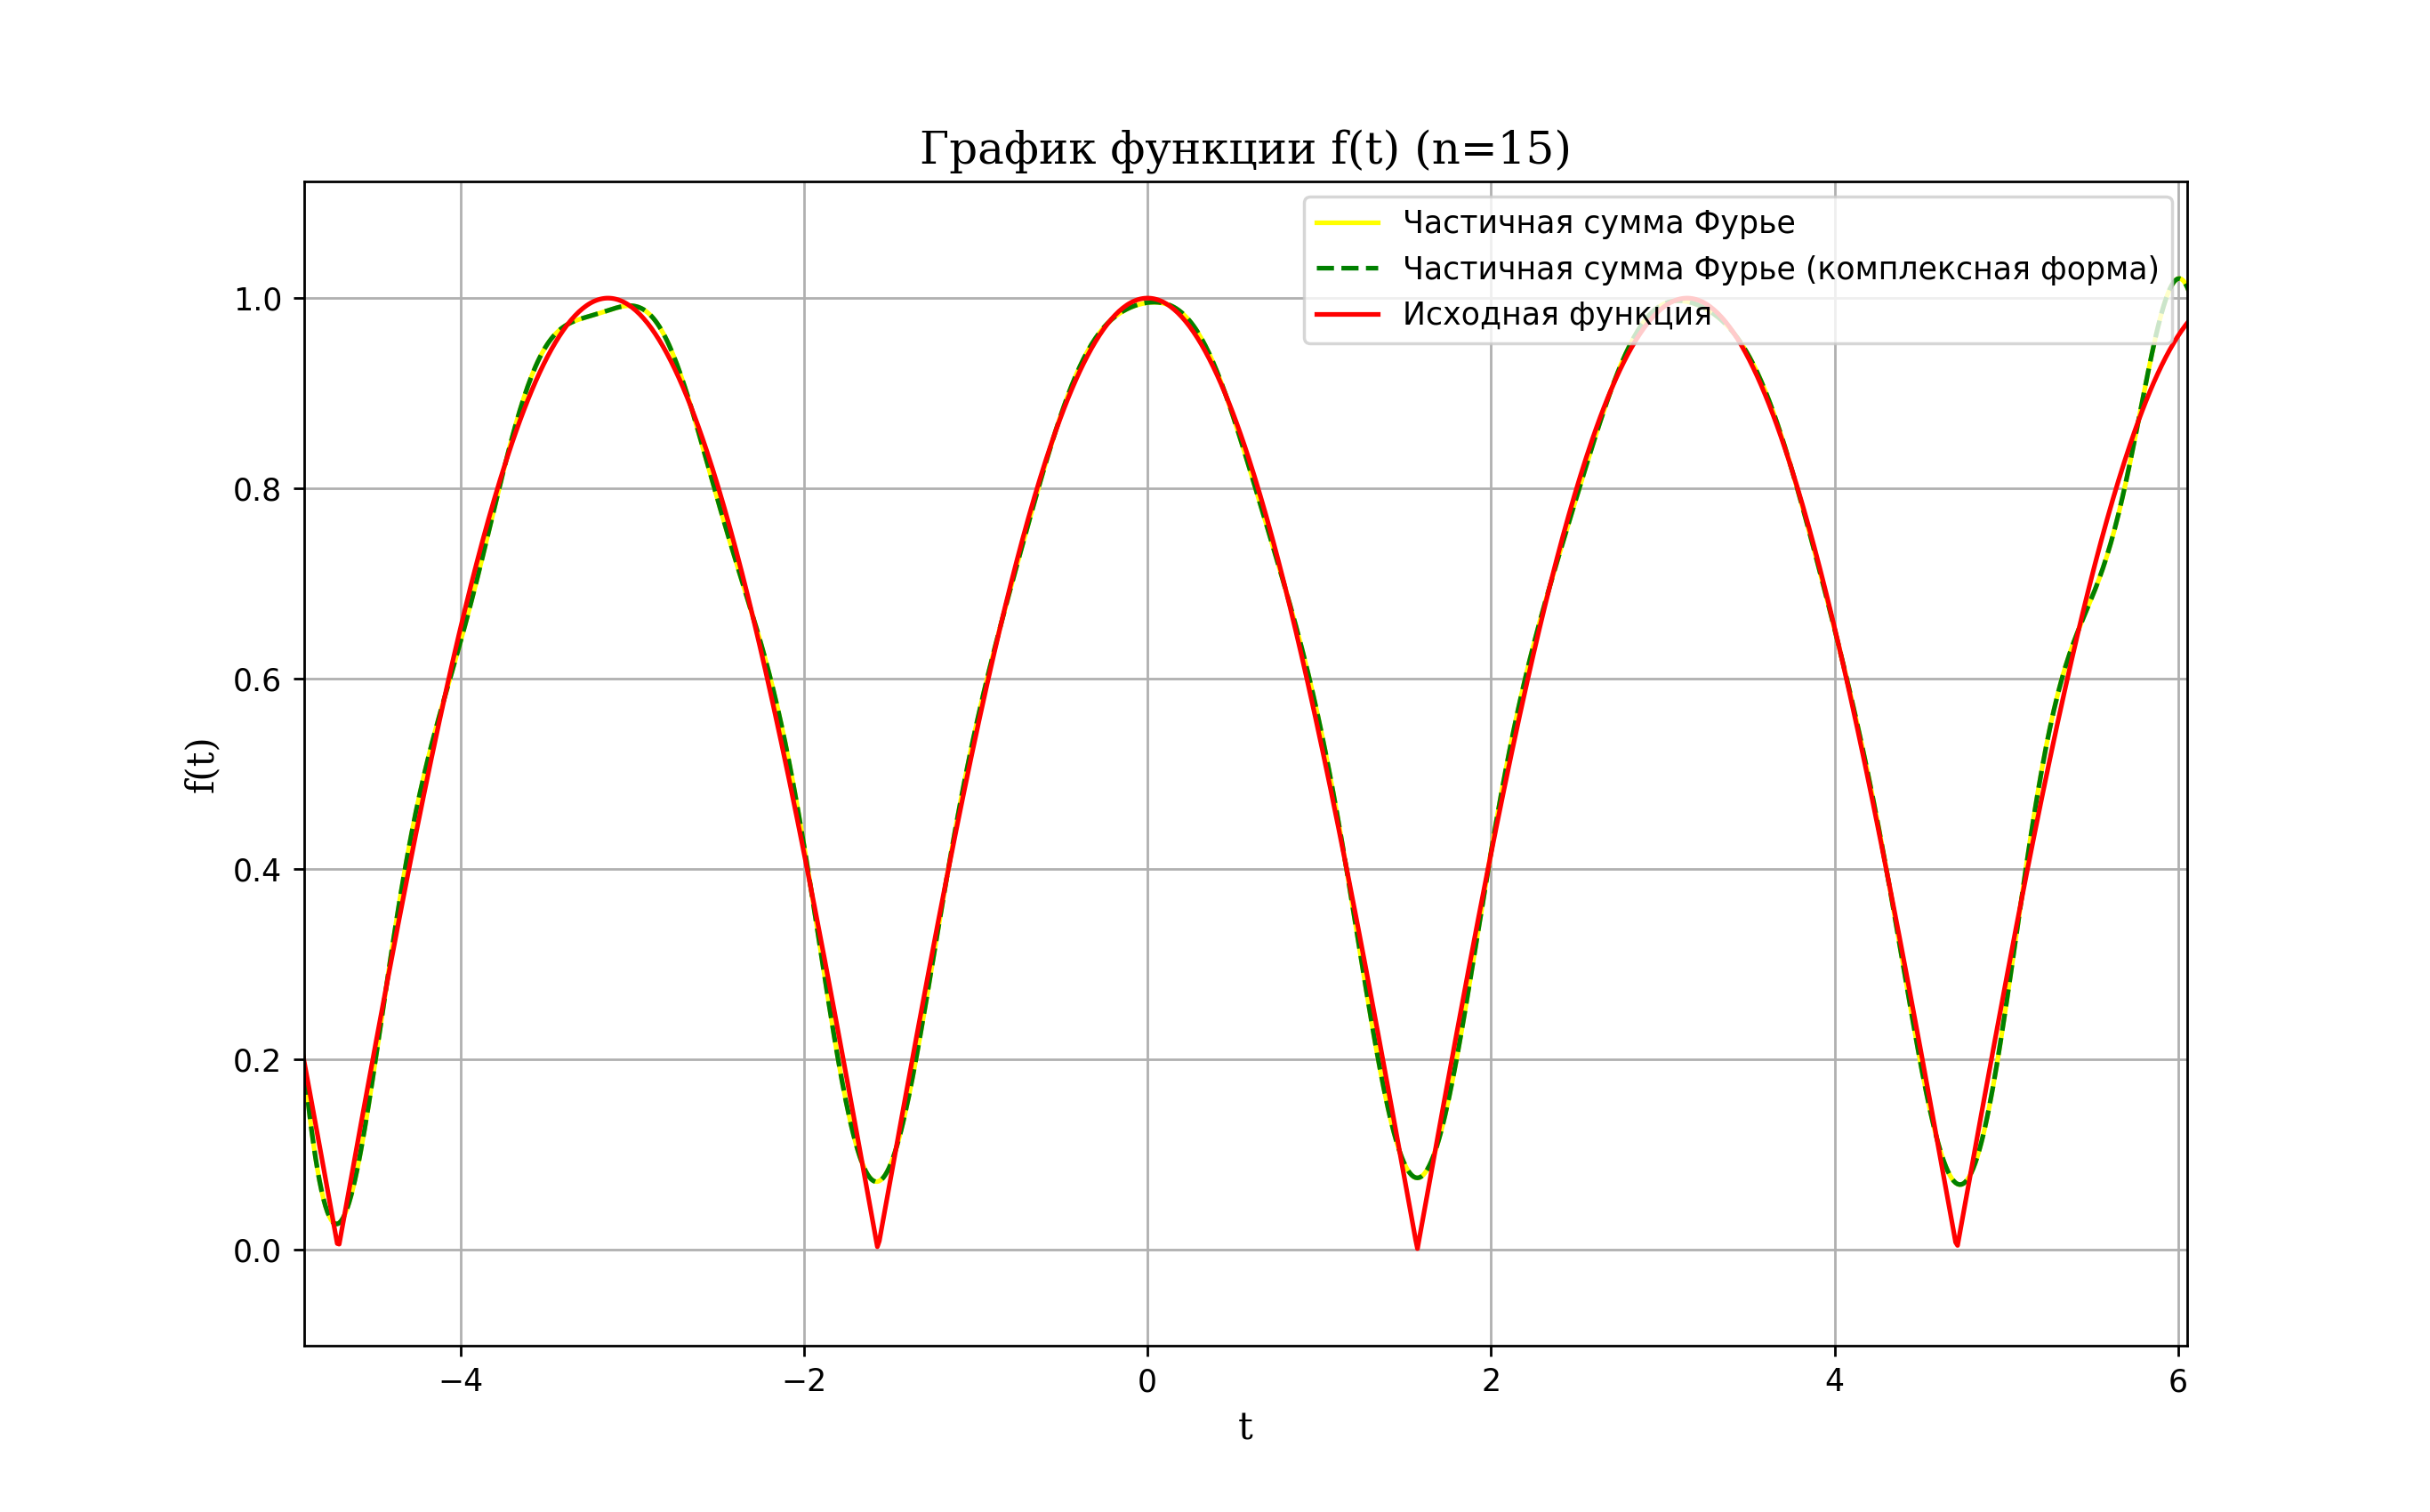 График функции f(t) (n=15)
Частичная сумма Фурье
Частичная сумма Фурье (комплексная форма)
Исходная функция
1.0
0.8
0.6
0.4
0.2
0.0
f(t)
−4 −2 0 2 4 6
t